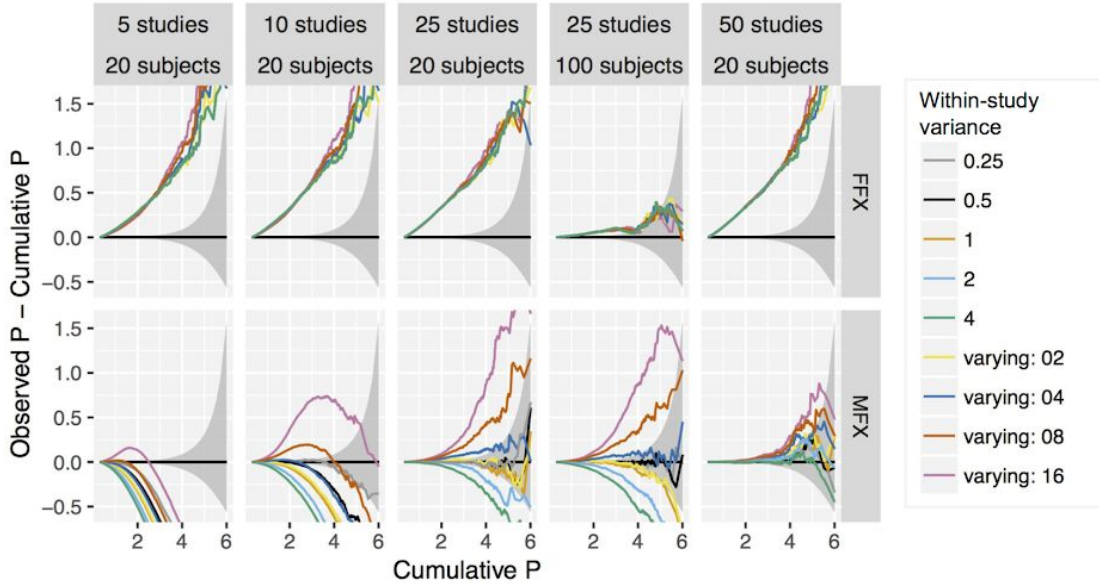 5 studies
20 subjects
10 studies
20 subjects
25 studies
20 subjects
25 studies
100 subjects
50 studies
20 subjects
Observed P − Cumulative P
1.5
1.0
0.5
0.0
−0.5
FFX
1.5
1.0
0.5
0.0
−0.5
MFX
2 4 6
2 4 6
2 4 6
2 4 6
2 4 6
Cumulative P
Within-study
variance
0.25
0.5
1
2
4
varying: 02
varying: 04
varying: 08
varying: 16